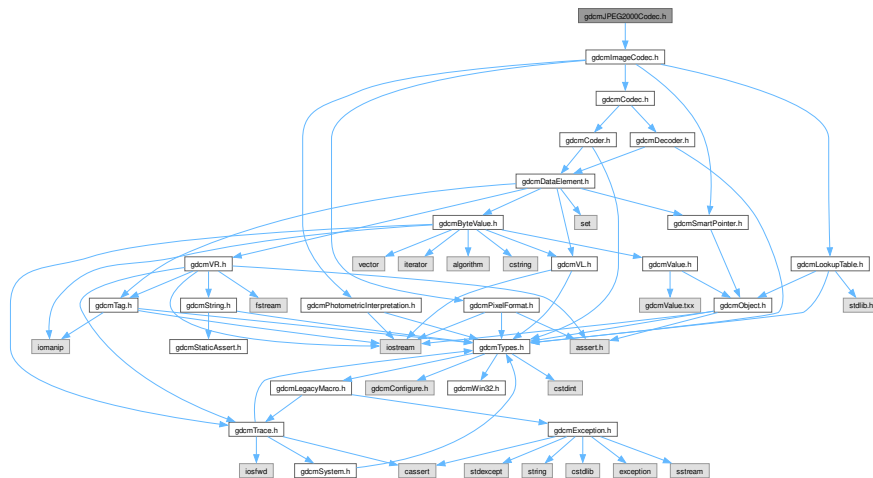 gdcmJPEG2000Codec.h
gdcmImageCodec.h
gdcmCodec.h
gdcmCoder.h
gdcmDecoder.h
gdcmDataElement.h
gdcmByteValue.h
set
gdcmSmartPointer.h
gdcmVR.h
vector
iterator
algorithm
cstring
gdcmVL.h
gdcmValue.h
gdcmLookupTable.h
gdcmTag.h
gdcmString.h
fstream
gdcmPhotometricInterpretation.h
gdcmPixelFormat.h
gdcmValue.txx
gdcmObject.h
stdlib.h
iomanip
gdcmStaticAssert.h
iostream
gdcmTypes.h
assert.h
gdcmLegacyMacro.h
gdcmConfigure.h
gdcmWin32.h
cstdint
gdcmTrace.h
gdcmException.h
iosfwd
gdcmSystem.h
cassert
stdexcept
string
cstdlib
exception
sstream